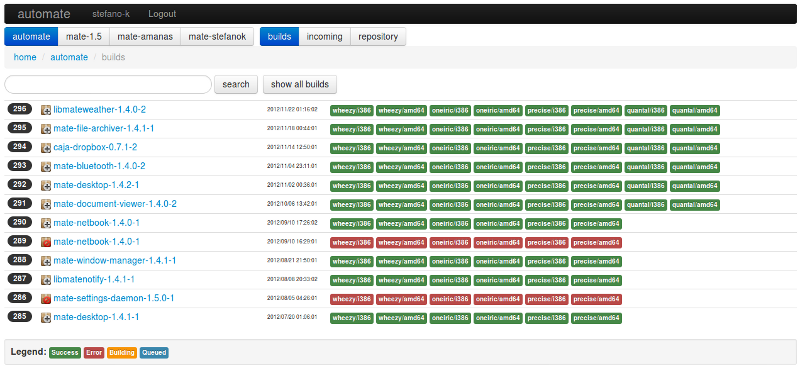 automate stefano-k Logout
automate mate-1.5 mate-amanas mate-stefanok builds incoming repository
home / automate / builds
search show all builds
296 libmateweather-1.4.0-2 2012/11/22 01:16:02 wheezy/i386 wheezy/amd64 oneiric/i386 oneiric/amd64 precise/i386 precise/amd64 quantal/i386 quantal/amd64
295 mate-file-archiver-1.4.1-1 2012/11/18 00:44:01 wheezy/i386 wheezy/amd64 oneiric/i386 oneiric/amd64 precise/i386 precise/amd64 quantal/i386 quantal/amd64
294 caja-dropbox-0.7.1-2 2012/11/14 12:50:01 wheezy/i386 wheezy/amd64 oneiric/i386 oneiric/amd64 precise/i386 precise/amd64 quantal/i386 quantal/amd64
293 mate-bluetooth-1.4.0-2 2012/11/04 23:11:01 wheezy/i386 wheezy/amd64 oneiric/i386 oneiric/amd64 precise/i386 precise/amd64 quantal/i386 quantal/amd64
292 mate-desktop-1.4.2-1 2012/11/02 00:36:01 wheezy/i386 wheezy/amd64 oneiric/i386 oneiric/amd64 precise/i386 precise/amd64 quantal/i386 quantal/amd64
291 mate-document-viewer-1.4.0-2 2012/10/06 13:42:01 wheezy/i386 wheezy/amd64 oneiric/i386 oneiric/amd64 precise/i386 precise/amd64 quantal/i386 quantal/amd64
290 mate-netbook-1.4.0-1 2012/09/10 17:26:02 wheezy/i386 wheezy/amd64 oneiric/i386 oneiric/amd64 precise/i386 precise/amd64
289 mate-netbook-1.4.0-1 2012/09/10 16:29:01 wheezy/i386 wheezy/amd64 oneiric/i386 oneiric/amd64 precise/i386 precise/amd64
288 mate-window-manager-1.4.1-1 2012/08/21 21:50:01 wheezy/i386 wheezy/amd64 oneiric/i386 oneiric/amd64 precise/i386 precise/amd64
287 libmatenotify-1.4.1-1 wheezy/i386 wheezy/amd64 oneiric/i386 oneiric/amd64 precise/i386 precise/amd64
286 mate-settings-daemon-1.5.0-1 2012/08/05 04:26:01 wheezy/i386 wheezy/amd64 oneiric/i386 oneiric/amd64 precise/i386 precise/amd64
285 mate-desktop-1.4.1-1 wheezy/i386 wheezy/amd64 oneiric/i386 oneiric/amd64 precise/i386 precise/amd64
Legend: Success Error Building Queued